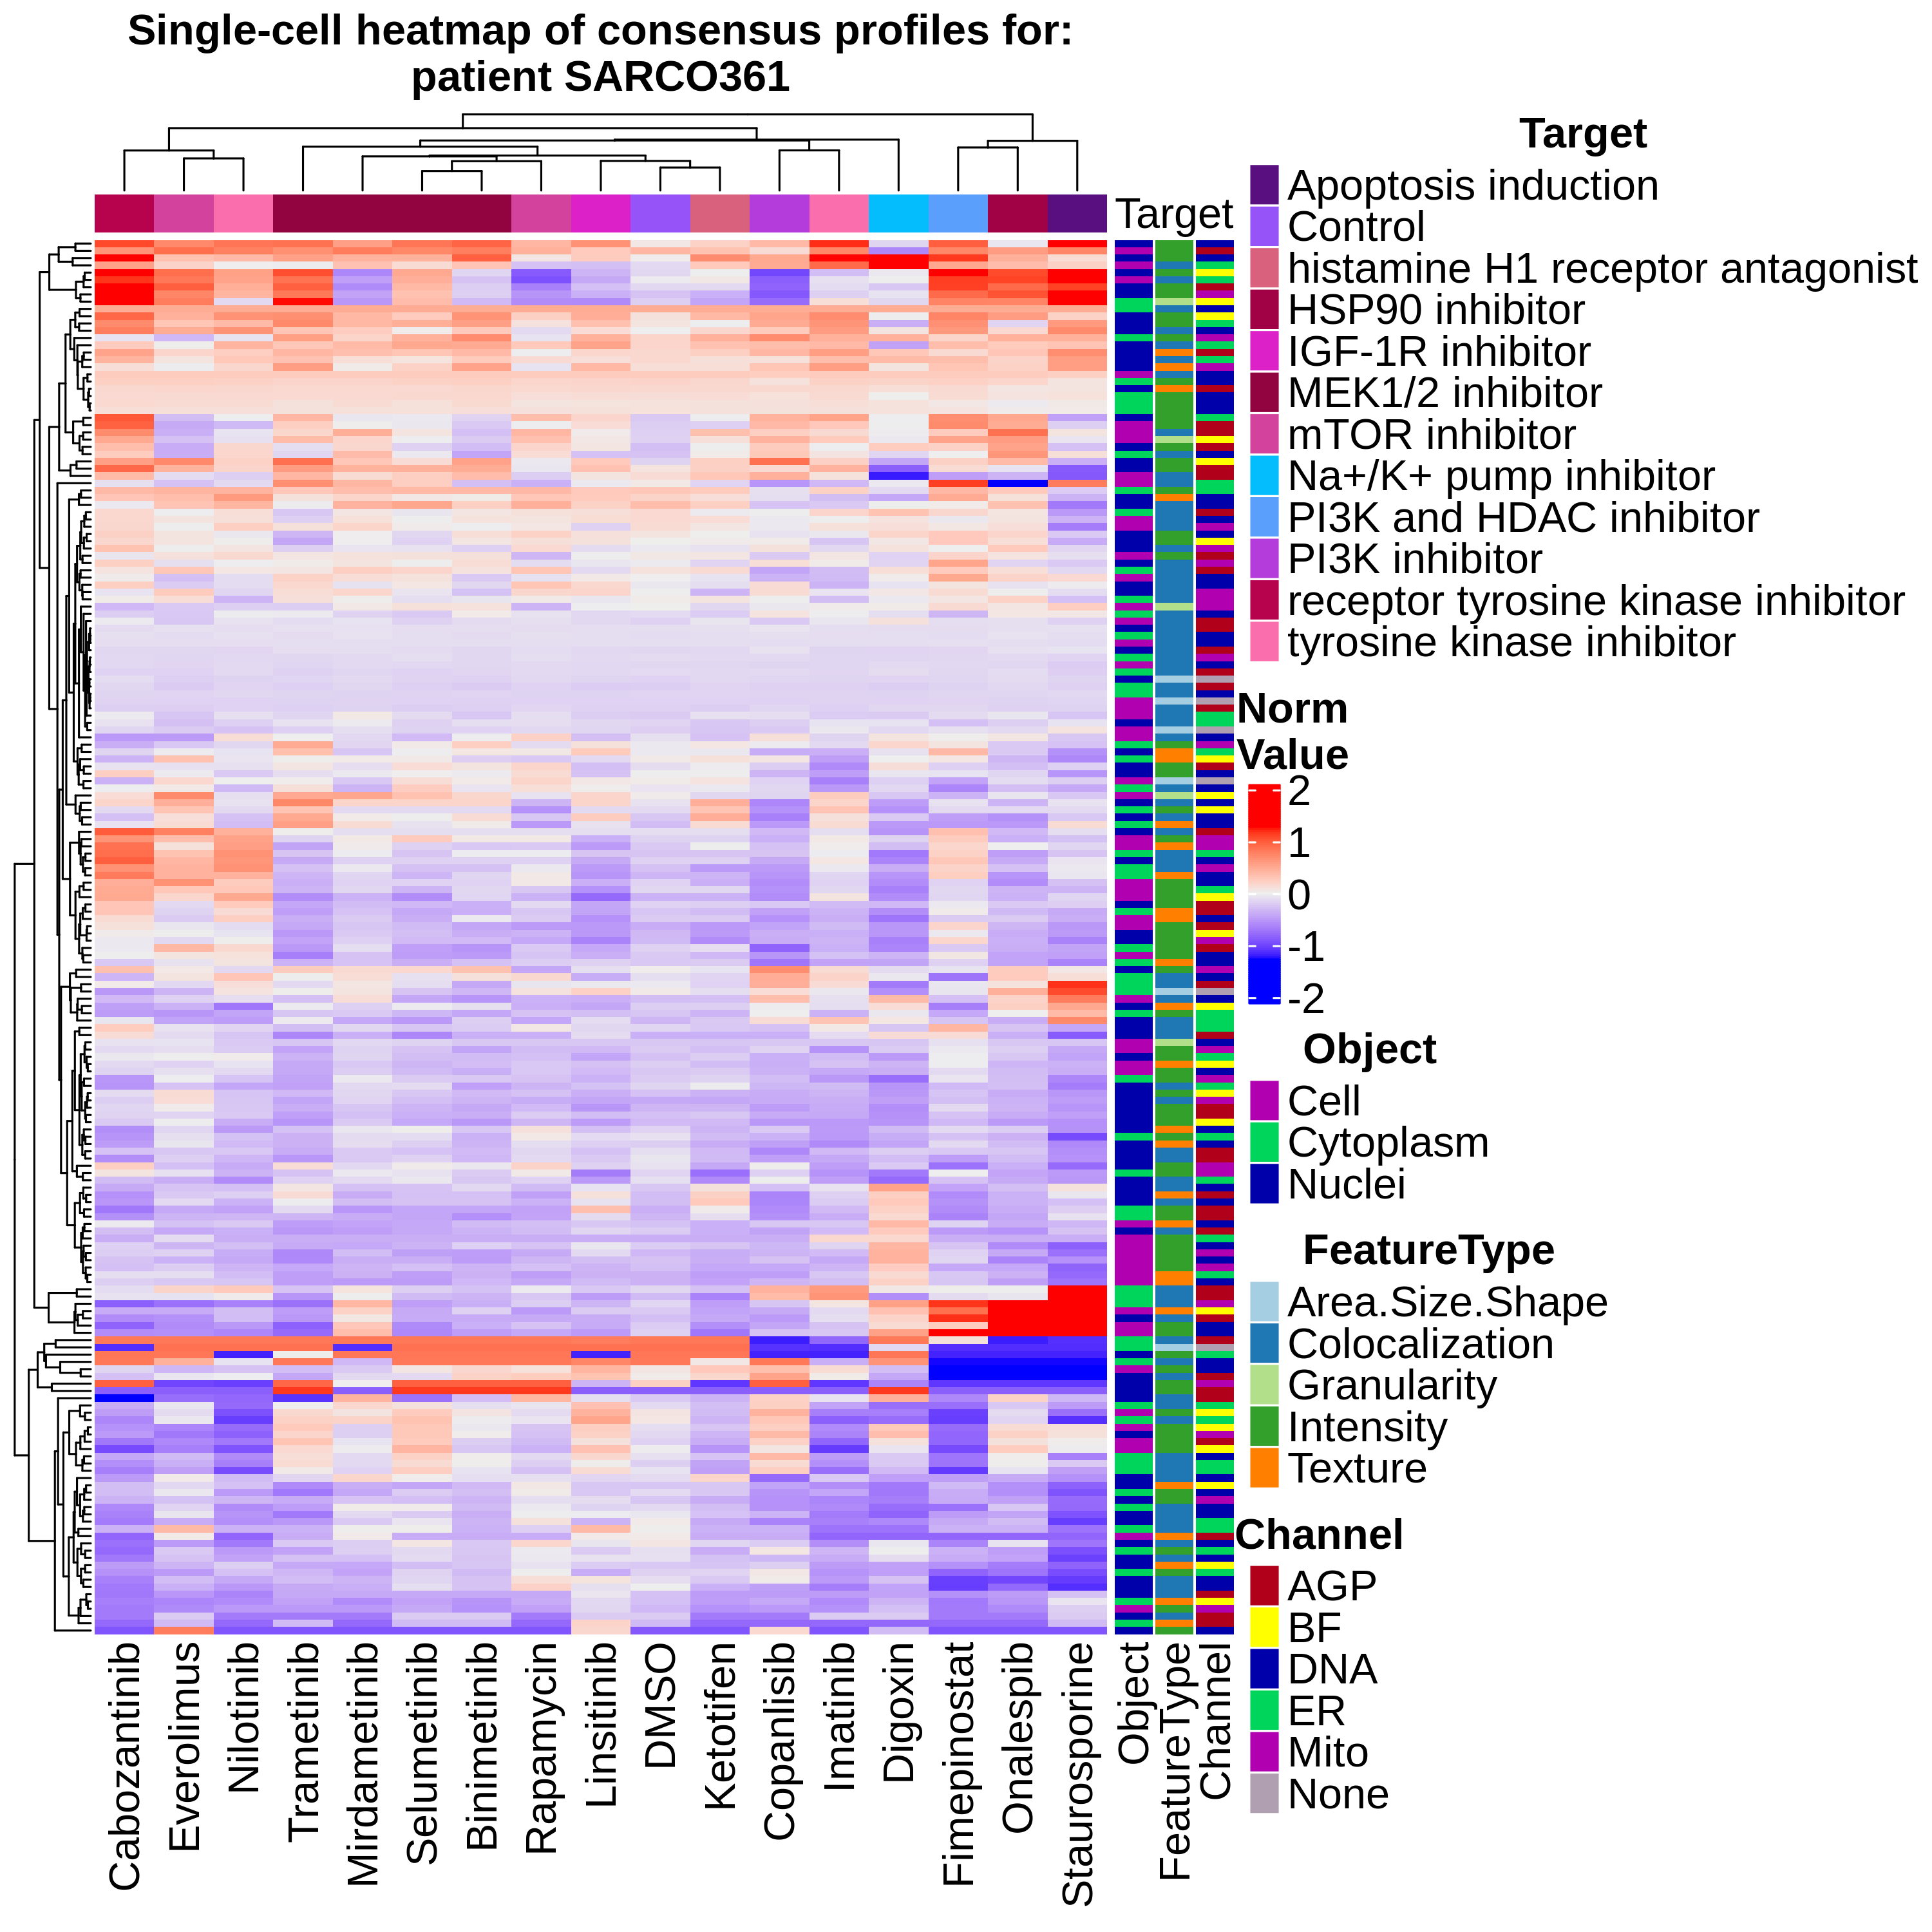 Single-cell heatmap of consensus profiles for:
patient SARCO361
Target
Target
Apoptosis induction
Control
histamine H1 receptor antagonist
HSP90 inhibitor
IGF-1R inhibitor
MEK1/2 inhibitor
mTOR inhibitor
Na+/K+ pump inhibitor
PI3K and HDAC inhibitor
PI3K inhibitor
receptor tyrosine kinase inhibitor
tyrosine kinase inhibitor
Norm
Value
2
1
0
-1
-2
Object
Cell
Cytoplasm
Nuclei
FeatureType
Area.Size.Shape
Colocalization
Granularity
Intensity
Texture
Channel
AGP
BF
DNA
ER
Mito
None
Cabozantinib
Everolimus
Nilotinib
Trametinib
Mirdametinib
Selumetinib
Binimetinib
Rapamycin
Linsitinib
DMSO
Ketotifen
Copanlisib
Imatinib
Digoxin
Fimepinostat
Onalespib
Staurosporine
Object
FeatureType
Channel